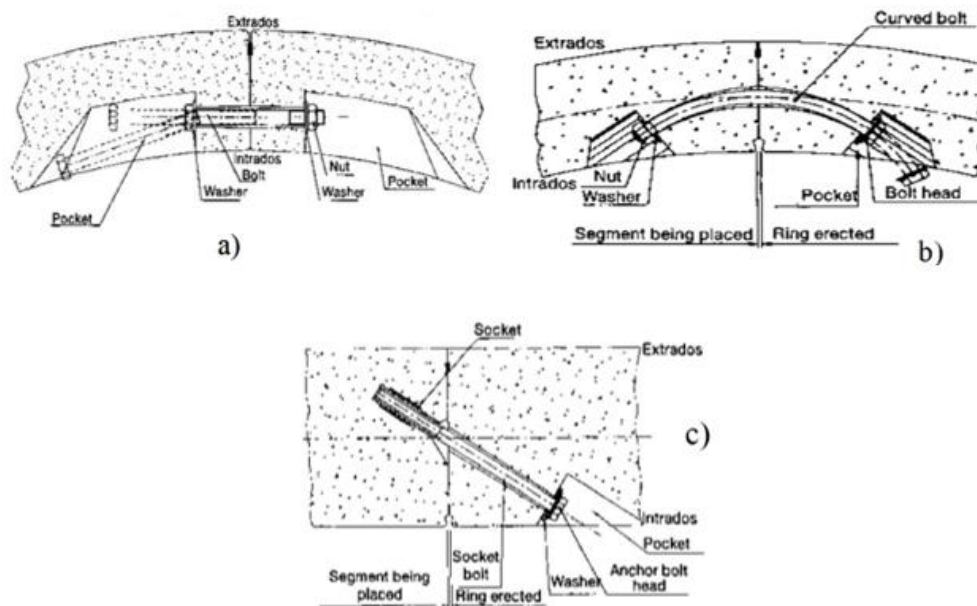 Extrados
Intrados
Bolt
Nut
Washer
Washer
Pocket
Pocket
a)
Curved bolt
Extrados
Nut
Intrados
Washer
Pocket
Bolt head
Segment being placed
Ring erected
b)
Socket
Extrados
c)
Intrados
Pocket
Socket
bolt
Washer
Anchor bolt
head
Segment being
placed
Ring erected